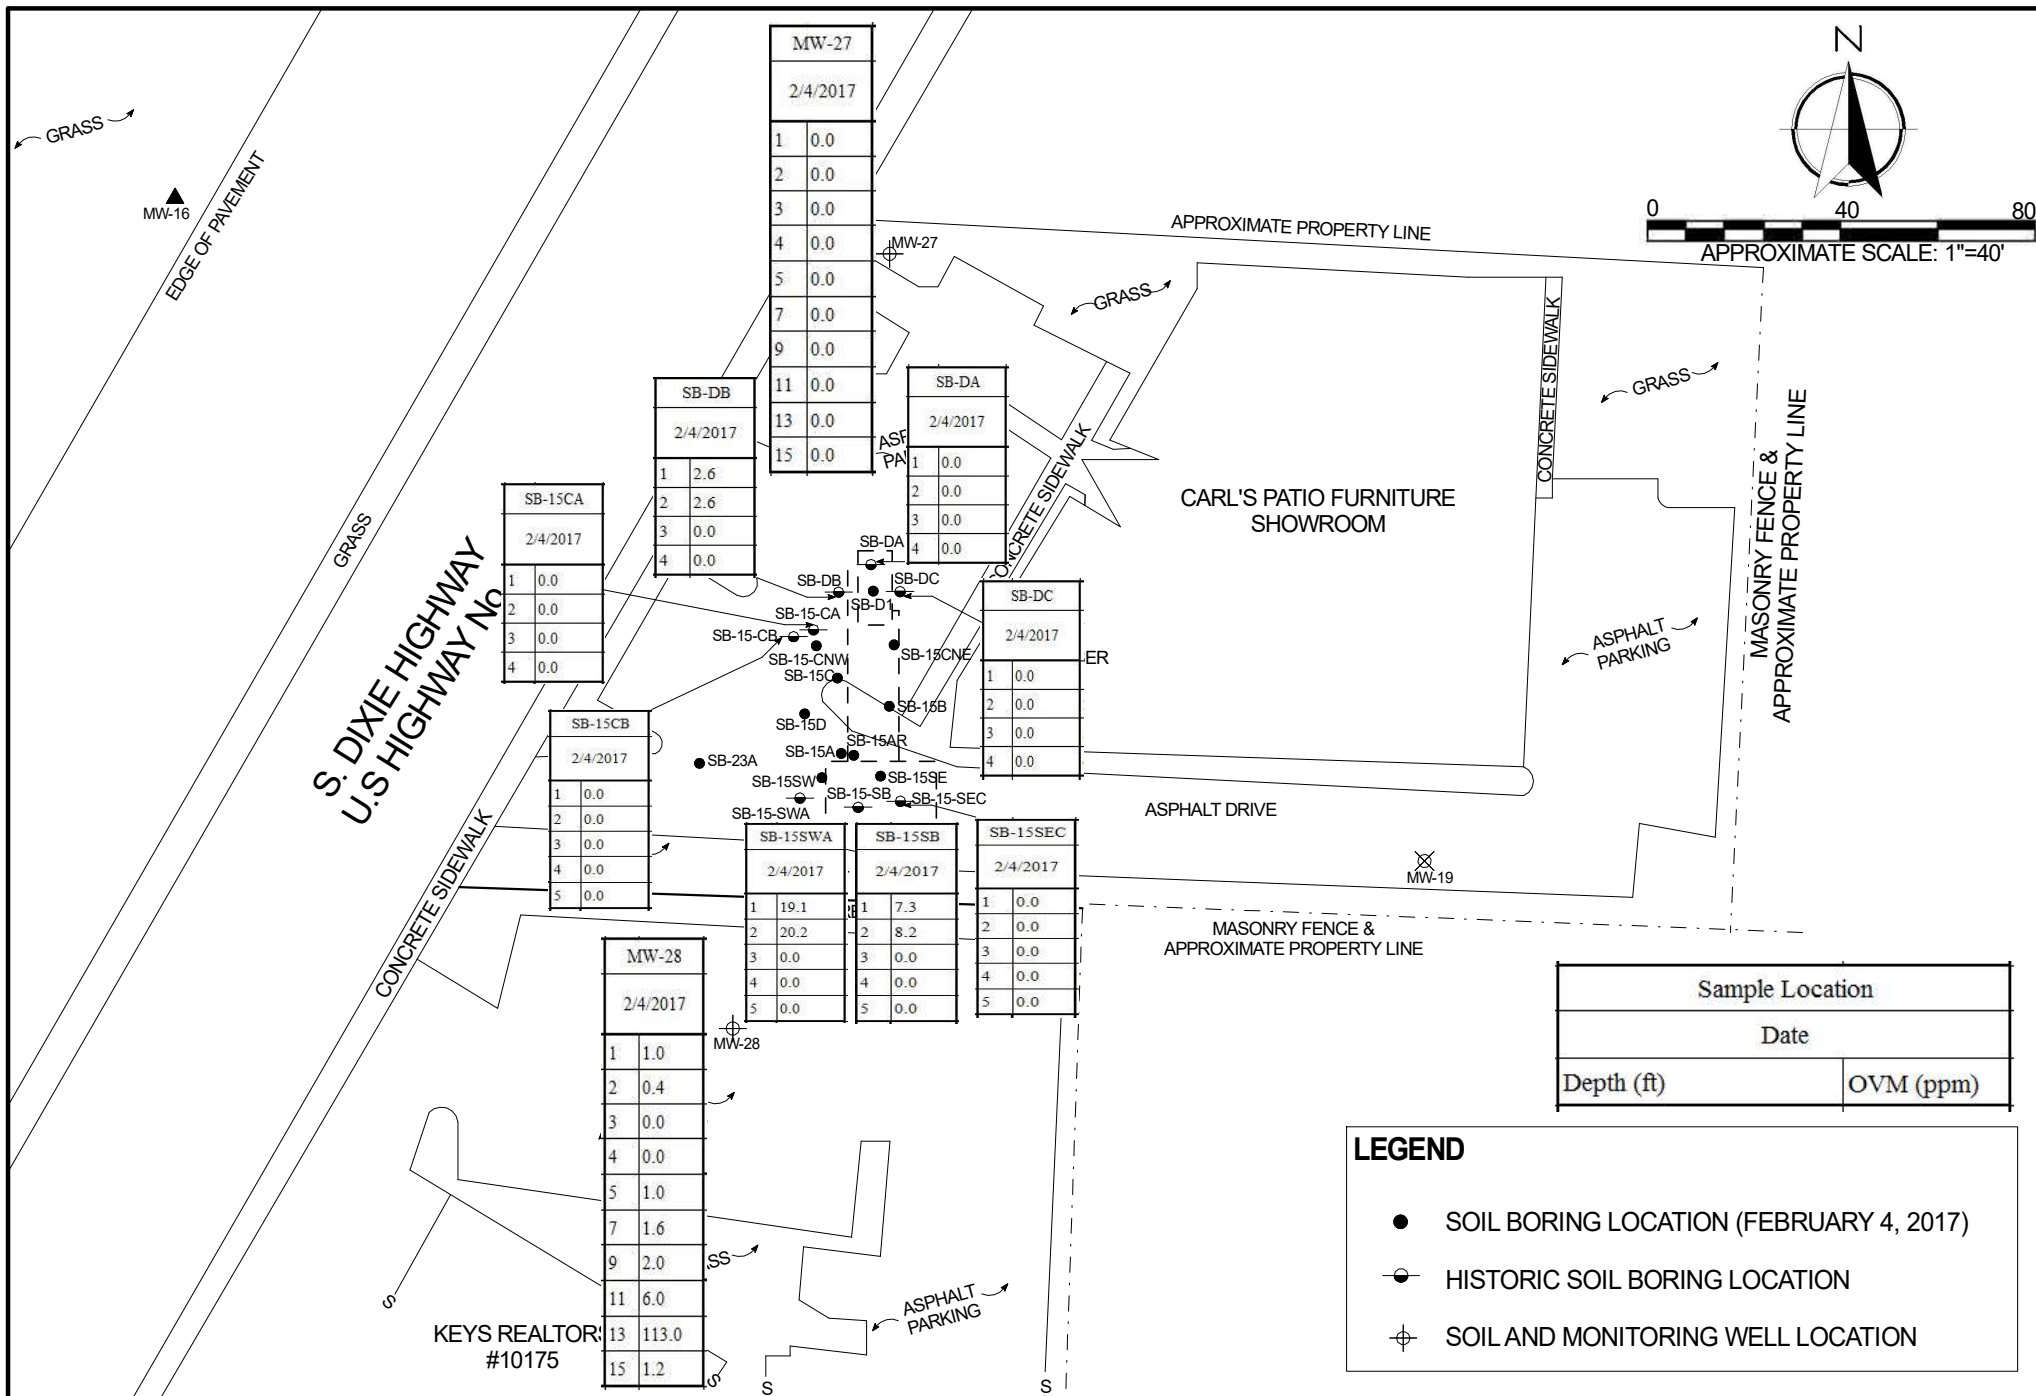 MW-27
2/4/2017
1 0.0
2 0.0
3 0.0
4 0.0
5 0.0
7 0.0
9 0.0
11 0.0
13 0.0
15 0.0
N
0 40 80
APPROXIMATE SCALE: 1"=40'
GRASS
MW-16
EDGE OF PAVEMENT
MW-27
APPROXIMATE PROPERTY LINE
GRASS
CONCRETE SIDEWALK
GRASS
MASONRY FENCE &
APPROXIMATE PROPERTY LINE
SB-DB
2/4/2017
1 2.6
2 2.6
3 0.0
4 0.0
SB-DA
2/4/2017
1 0.0
2 0.0
3 0.0
4 0.0
CONCRETE SIDEWALK
CARL'S PATIO FURNITURE
SHOWROOM
SB-15CA
2/4/2017
1 0.0
2 0.0
3 0.0
4 0.0
GRASS
S. DIXIE HIGHWAY
U.S HIGHWAY No
SB-DA
SB-DB
SB-DC
SB-D1
SB-15-CA
SB-15-CB
SB-15-CNW
SB-15CNE
SB-15C
SB-15B
SB-15D
SB-15A
SB-15AR
SB-23A
SB-15SW
SB-15SE
SB-15-SB
SB-15-SEC
SB-15-SWA
SB-DC
2/4/2017
1 0.0
2 0.0
3 0.0
4 0.0
ER
ASPHALT
PARKING
SB-15CB
2/4/2017
1 0.0
2 0.0
3 0.0
4 0.0
5 0.0
ASPHALT DRIVE
SB-15SWA
2/4/2017
1 19.1
2 20.2
3 0.0
4 0.0
5 0.0
SB-15SB
2/4/2017
1 7.3
2 8.2
3 0.0
4 0.0
5 0.0
SB-15SEC
2/4/2017
1 0.0
2 0.0
3 0.0
4 0.0
5 0.0
MW-19
MASONRY FENCE &
APPROXIMATE PROPERTY LINE
CONCRETE SIDEWALK
MW-28
2/4/2017
1 1.0
2 0.4
3 0.0
4 0.0
5 1.0
7 1.6
9 2.0
11 6.0
13 113.0
15 1.2
MW-28
Sample Location
Date
Depth (ft) OVM (ppm)
LEGEND
SOIL BORING LOCATION (FEBRUARY 4, 2017)
HISTORIC SOIL BORING LOCATION
SOIL AND MONITORING WELL LOCATION
SS
ASPHALT
PARKING
KEYS REALTORS
#10175
S
S
S
S